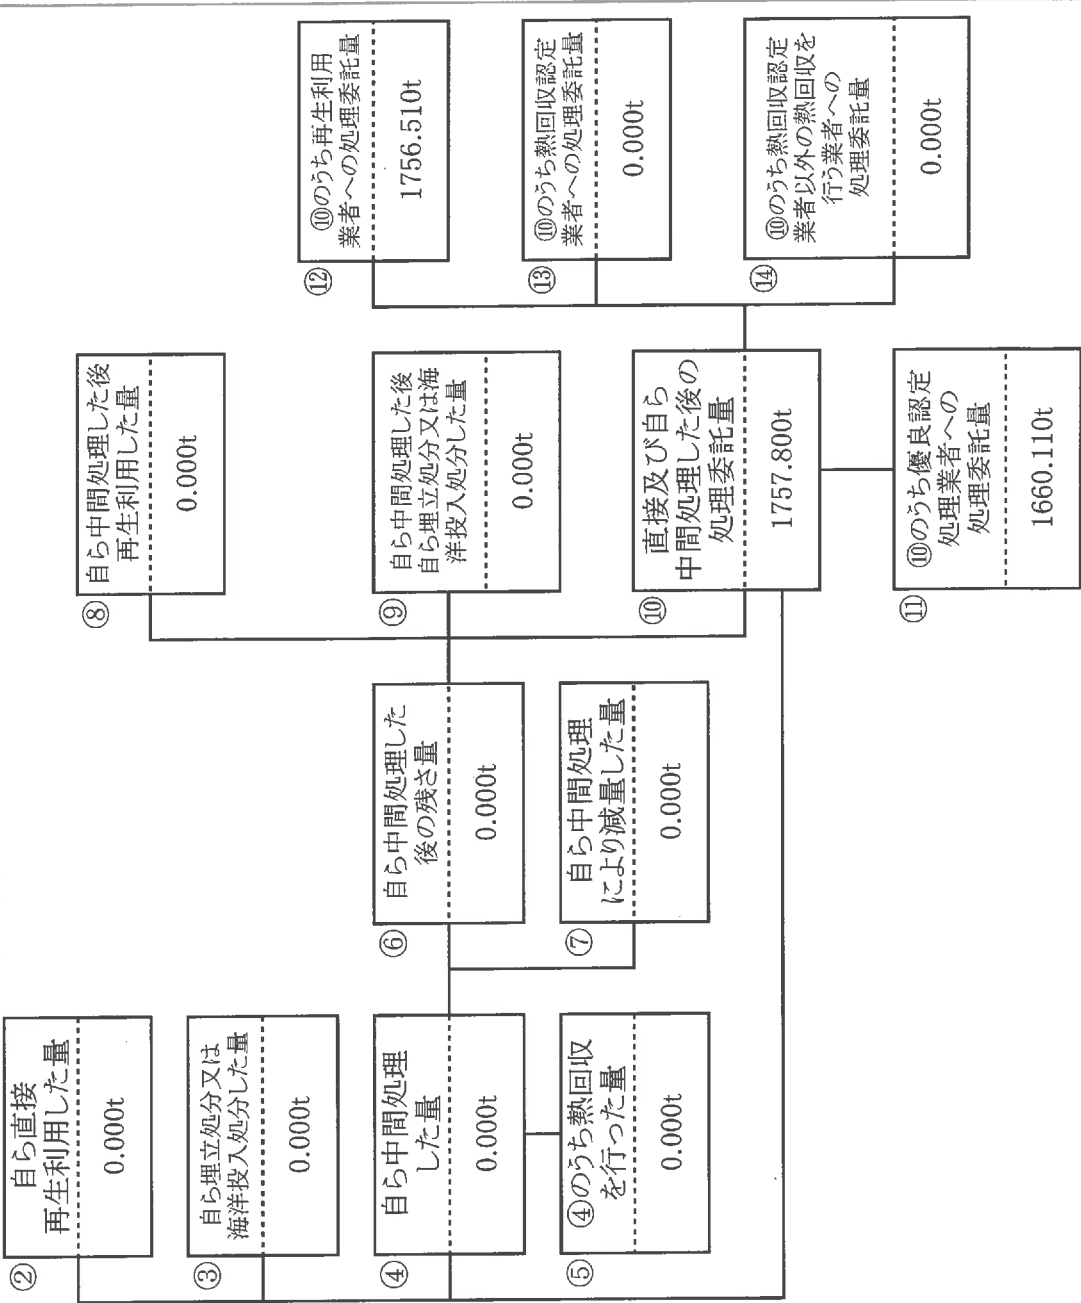 ②
自ら直接
再生利用した量
0.000t
③
自ら埋立処分又は
海洋投入処分した量
0.000t
④
自ら中間処理
した量
0.000t
⑤
④のうち熱回収
を行った量
0.000t
⑥
自ら中間処理した
後の残さ量
0.000t
⑦
自ら中間処理
により減量した量
0.000t
⑧
自ら中間処理した後
再生利用した量
0.000t
⑨
自ら中間処理した後
自ら埋立処分又は海
洋投入処分した量
0.000t
⑩
直接及び自ら
中間処理した後の
処理委託量
1757.800t
⑪
⑩のうち優良認定
処理業者への
処理委託量
1660.110t
⑫
⑩のうち再生利用
業者への処理委託量
1756.510t
⑬
⑩のうち熱回収認定
業者への処理委託量
0.000t
⑭
⑩のうち熱回収認定
業者以外の熱回収を
行う業者への
処理委託量
0.000t